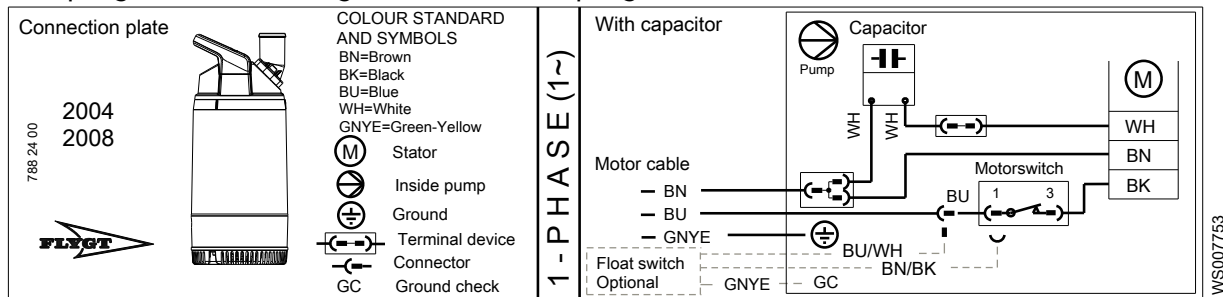 Connection plate
2004
2008
788 24 00
FLYGT
COLOUR STANDARD
AND SYMBOLS
BN=Brown
BK=Black
BU=Blue
WH=White
GNYE=Green-Yellow
M Stator
Inside pump
Ground
Terminal device
Connector
GC Ground check
1 - PHASE (1~)
With capacitor
Pump
Capacitor
M
WH
WH
WH
BN
BK
Motor cable
BN
BU
GNYE
Motorswitch
BU
1
3
BU/WH
BN/BK
Float switch
Optional
GNYE
GC
WS007753